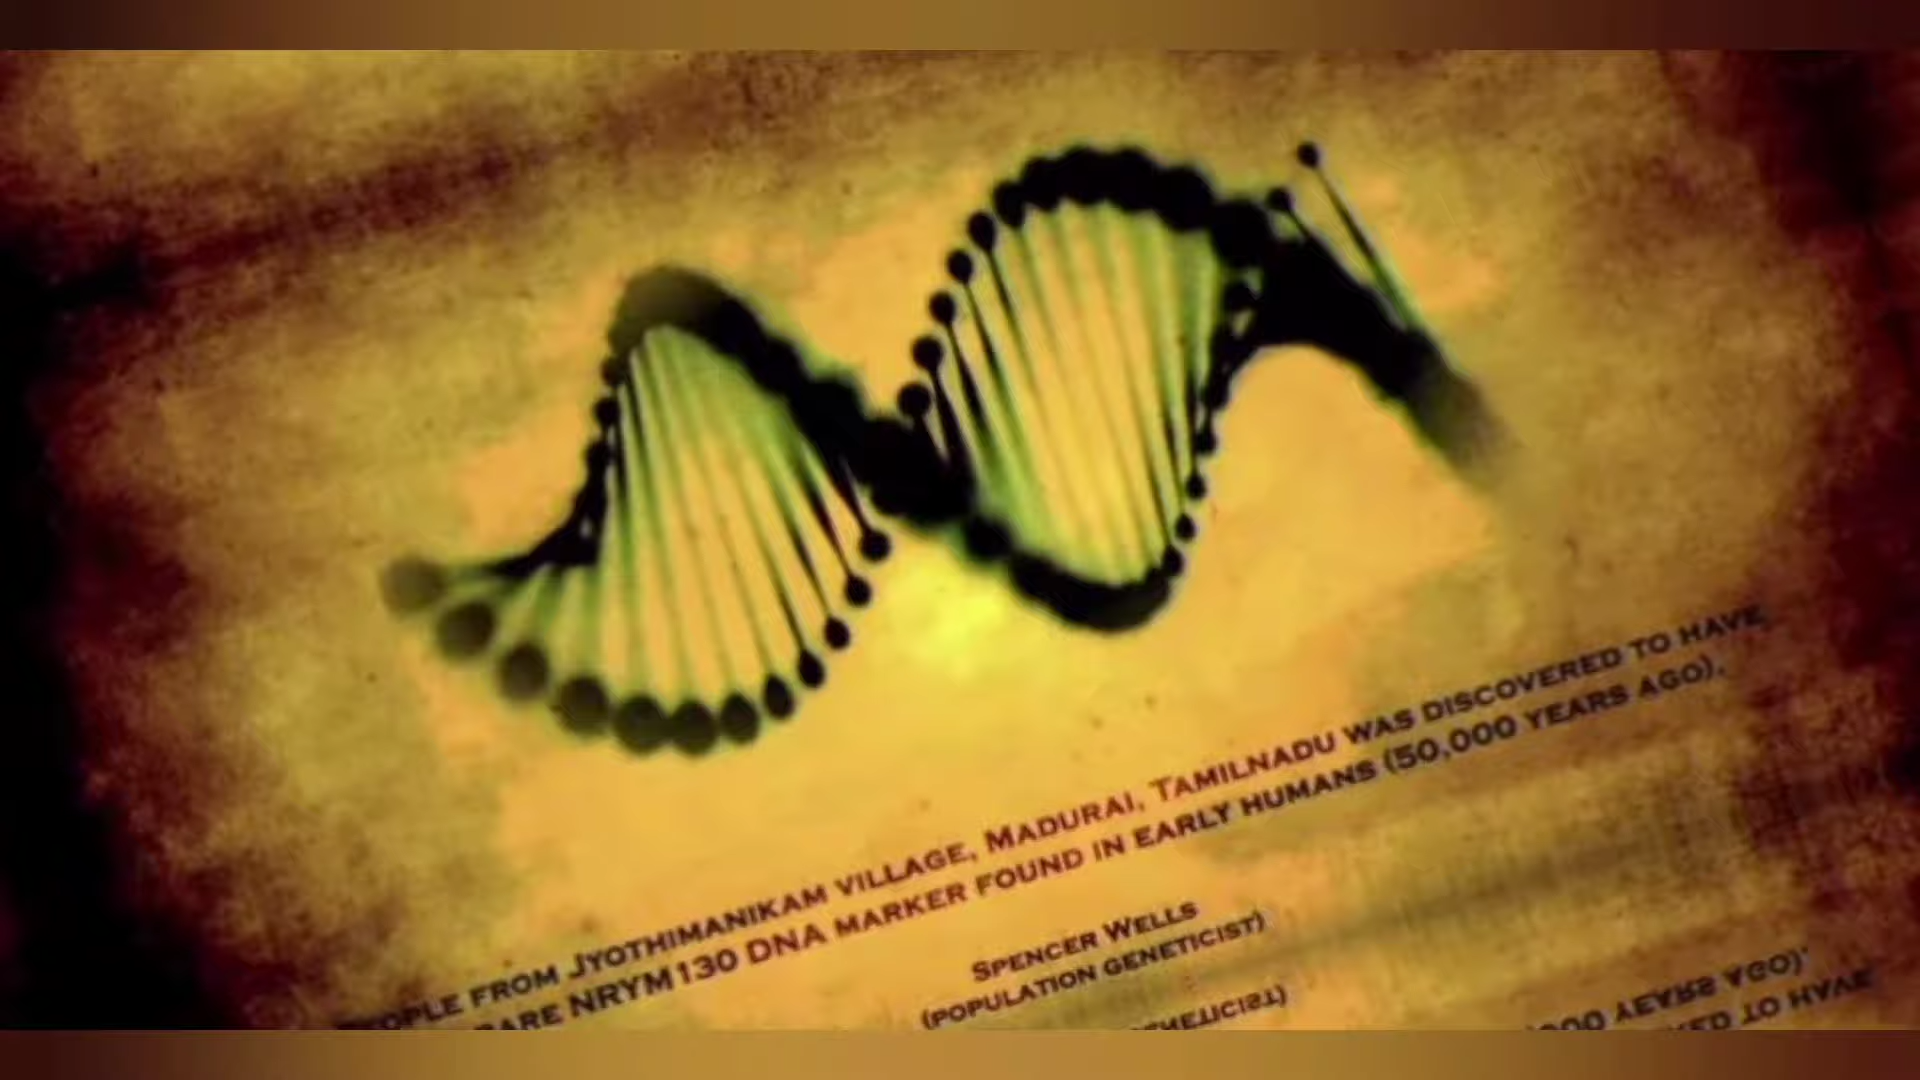 PEOPLE FROM JYOTHIMANIKAM VILLAGE, MADURAI, TAMILNADU WAS DISCOVERED TO HAVE
RARE NRYM130 DNA MARKER FOUND IN EARLY HUMANS (50,000 YEARS AGO).
SPENCER WELLS
(POPULATION GENETICIST)